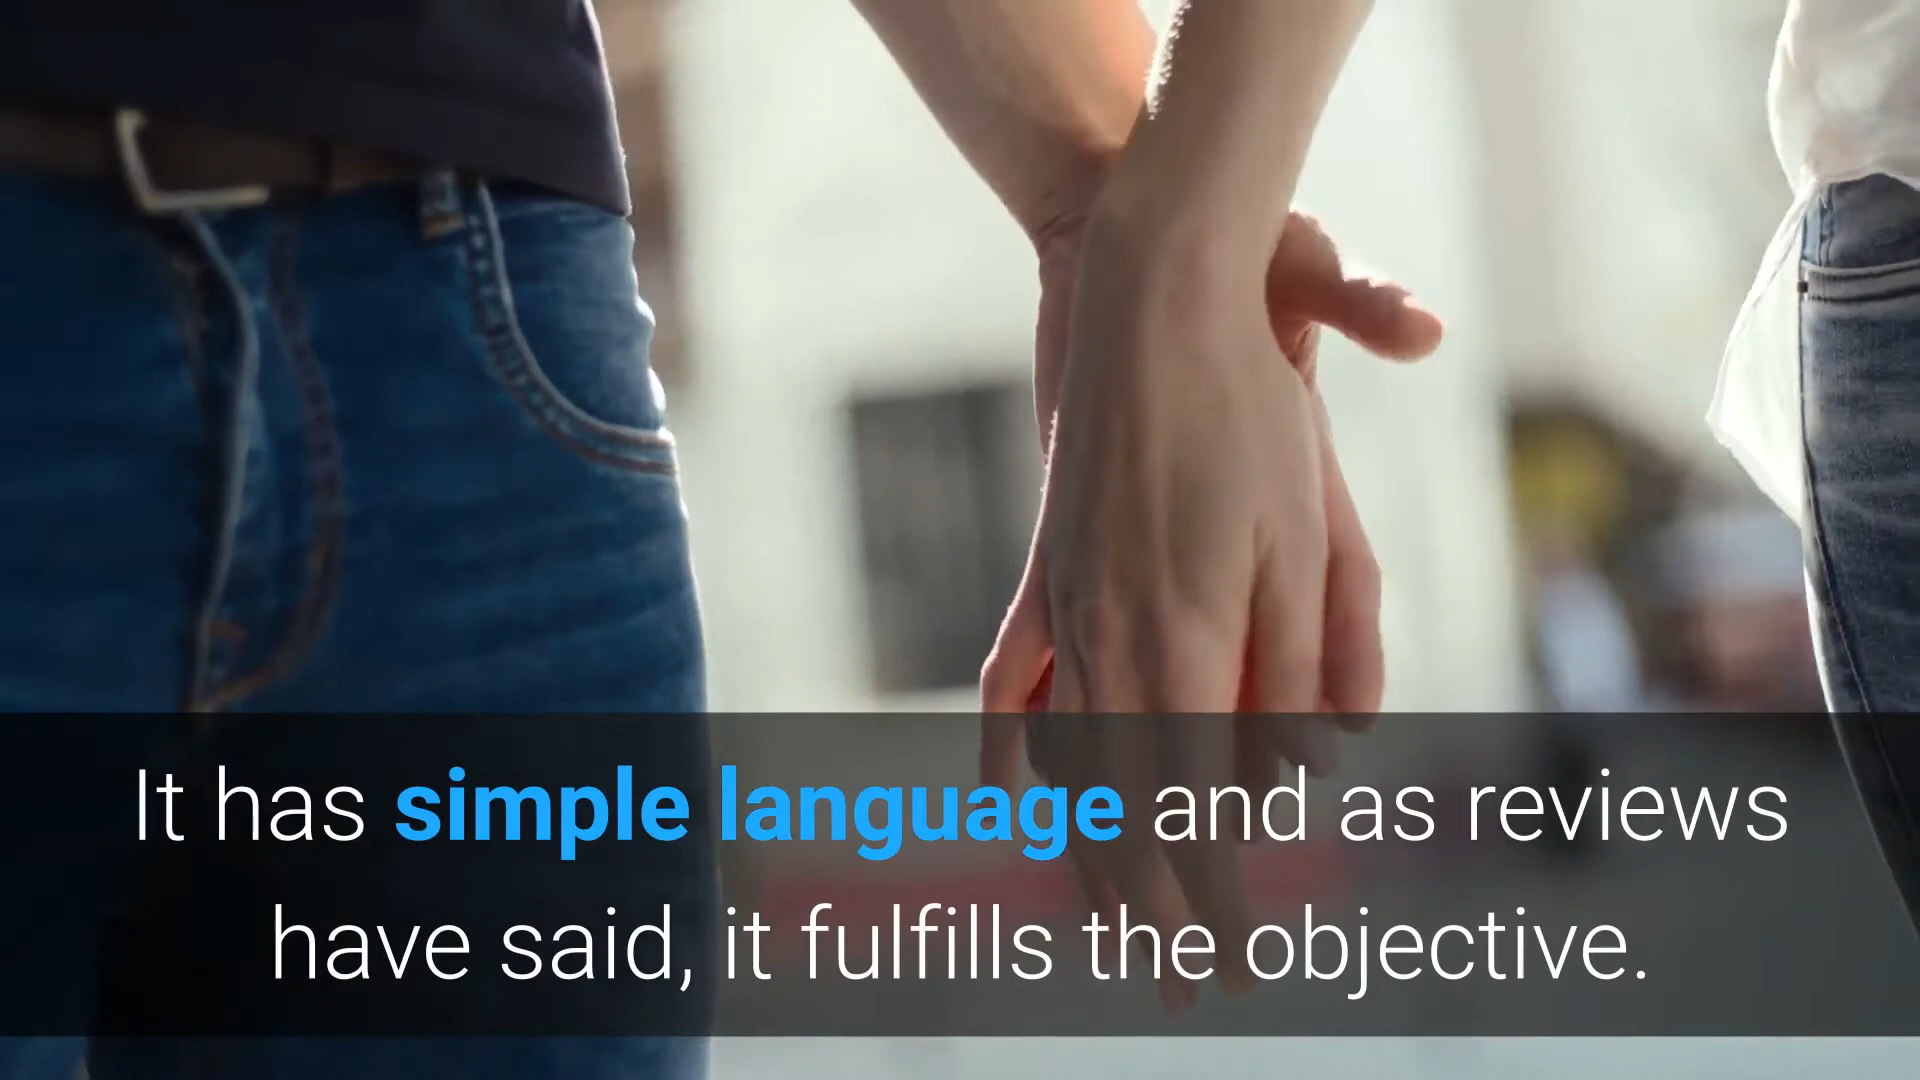 It has simple language and as reviews
have said, it fulfills the objective.